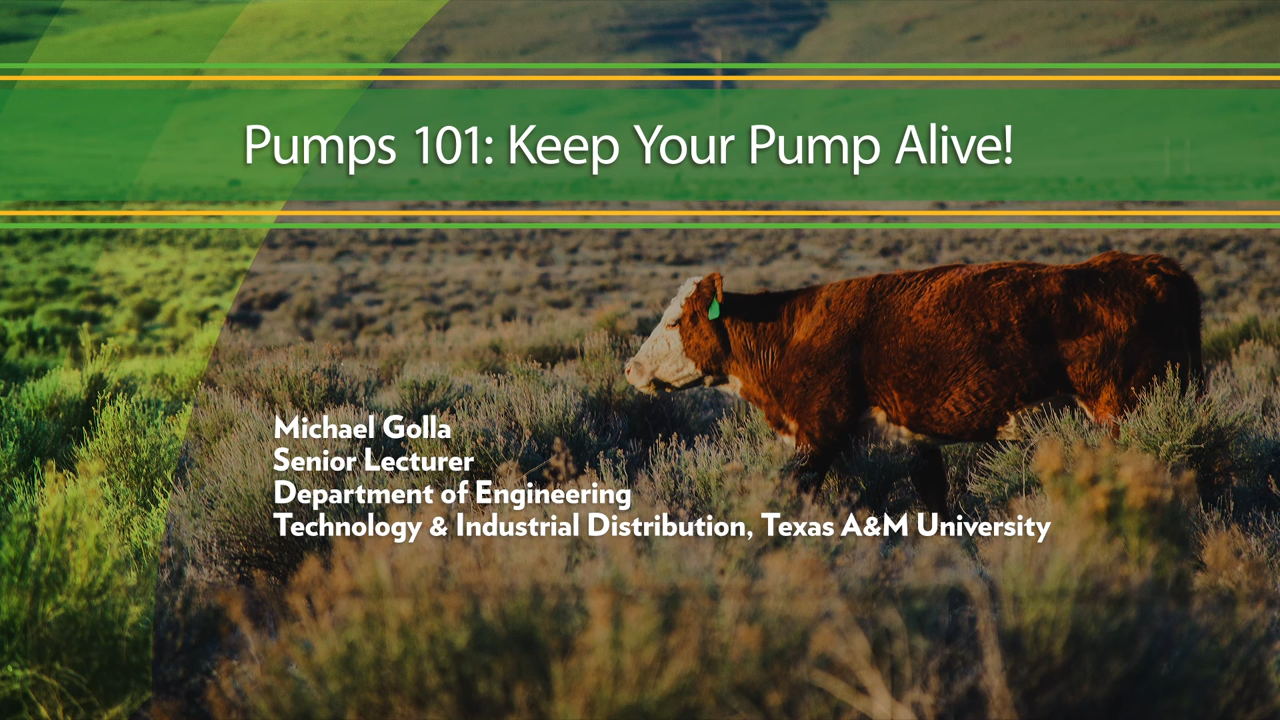 Pumps 101: Keep Your Pump Alive!
Michael Golla
Senior Lecturer
Department of Engineering
Technology & Industrial Distribution, Texas A&M University